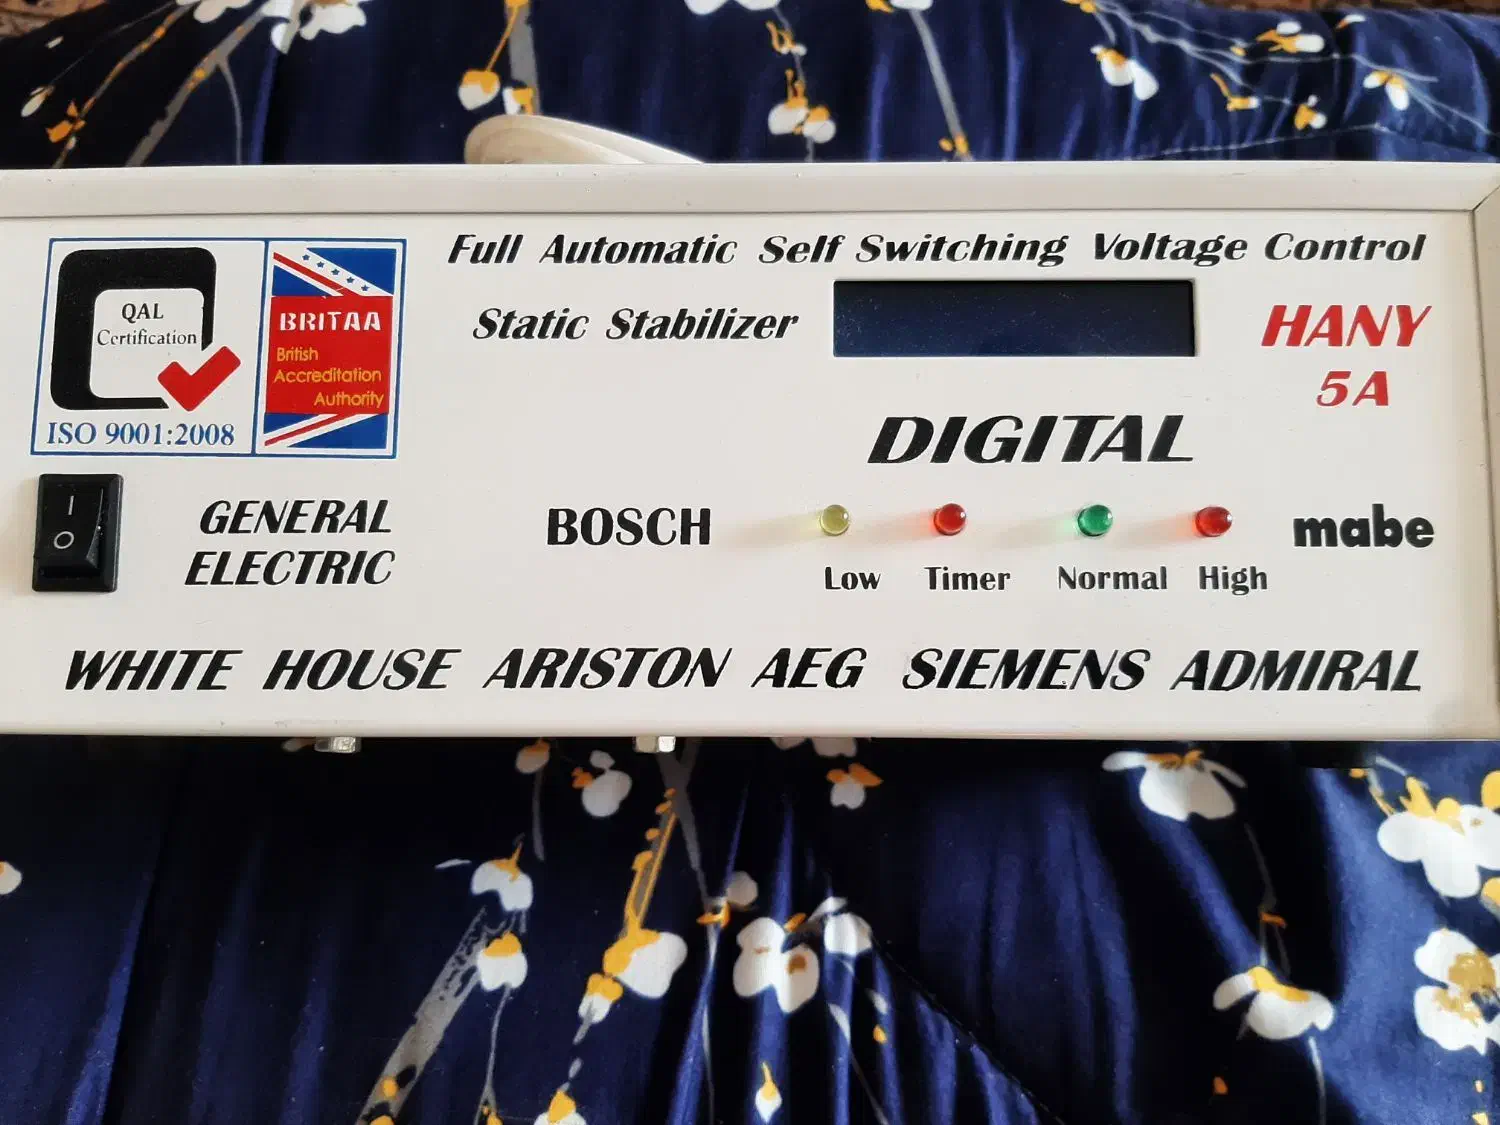 Full Automatic Self Switching Voltage Control
Static Stabilizer
HANY
5A
QAL
Certification
ISO 9001:2008
BRITAA
British
Accreditation
Authority
DIGITAL
I
O
GENERAL
ELECTRIC
BOSCH
mabe
Low Timer Normal High
WHITE HOUSE ARISTON AEG SIEMENS ADMIRAL